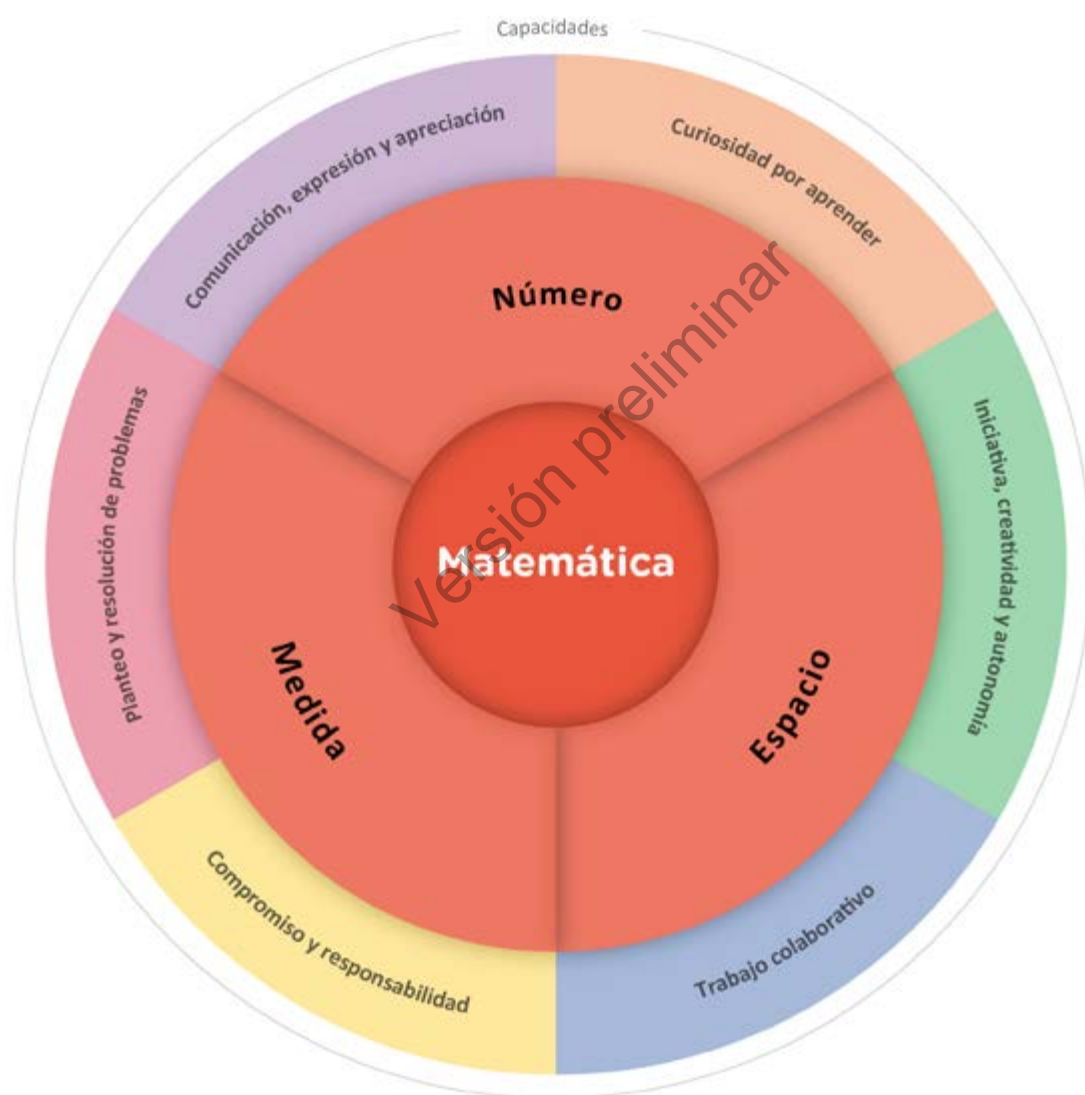 Capacidades
Comunicación, expresión y apreciación
Curiosidad por aprender
Número
Planteo y resolución de problemas
Iniciativa, creatividad y autonomía
Versión preliminar
Matemática
Medida
Espacio
Compromiso y responsabilidad
Trabajo colaborativo